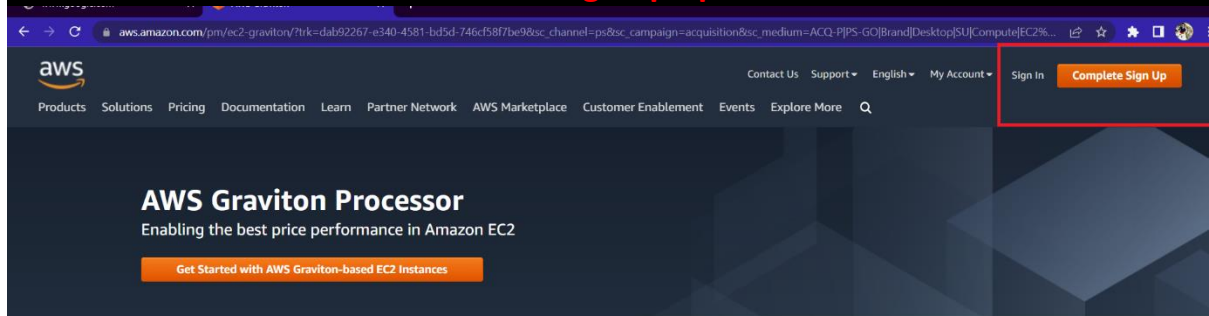 aws.amazon.com/pm/ec2-graviton/?trk=dab92267-e340-4581-bd5d-746cf58f7be9&sc_channel=ps&sc_campaign=acquisition&sc_medium=ACQ-P|PS-GO|Brand|Desktop|SU|Compute|EC2%...
aws
Contact Us Support English My Account Sign In Complete Sign Up
Products Solutions Pricing Documentation Learn Partner Network AWS Marketplace Customer Enablement Events Explore More
AWS Graviton Processor
Enabling the best price performance in Amazon EC2
Get Started with AWS Graviton-based EC2 Instances